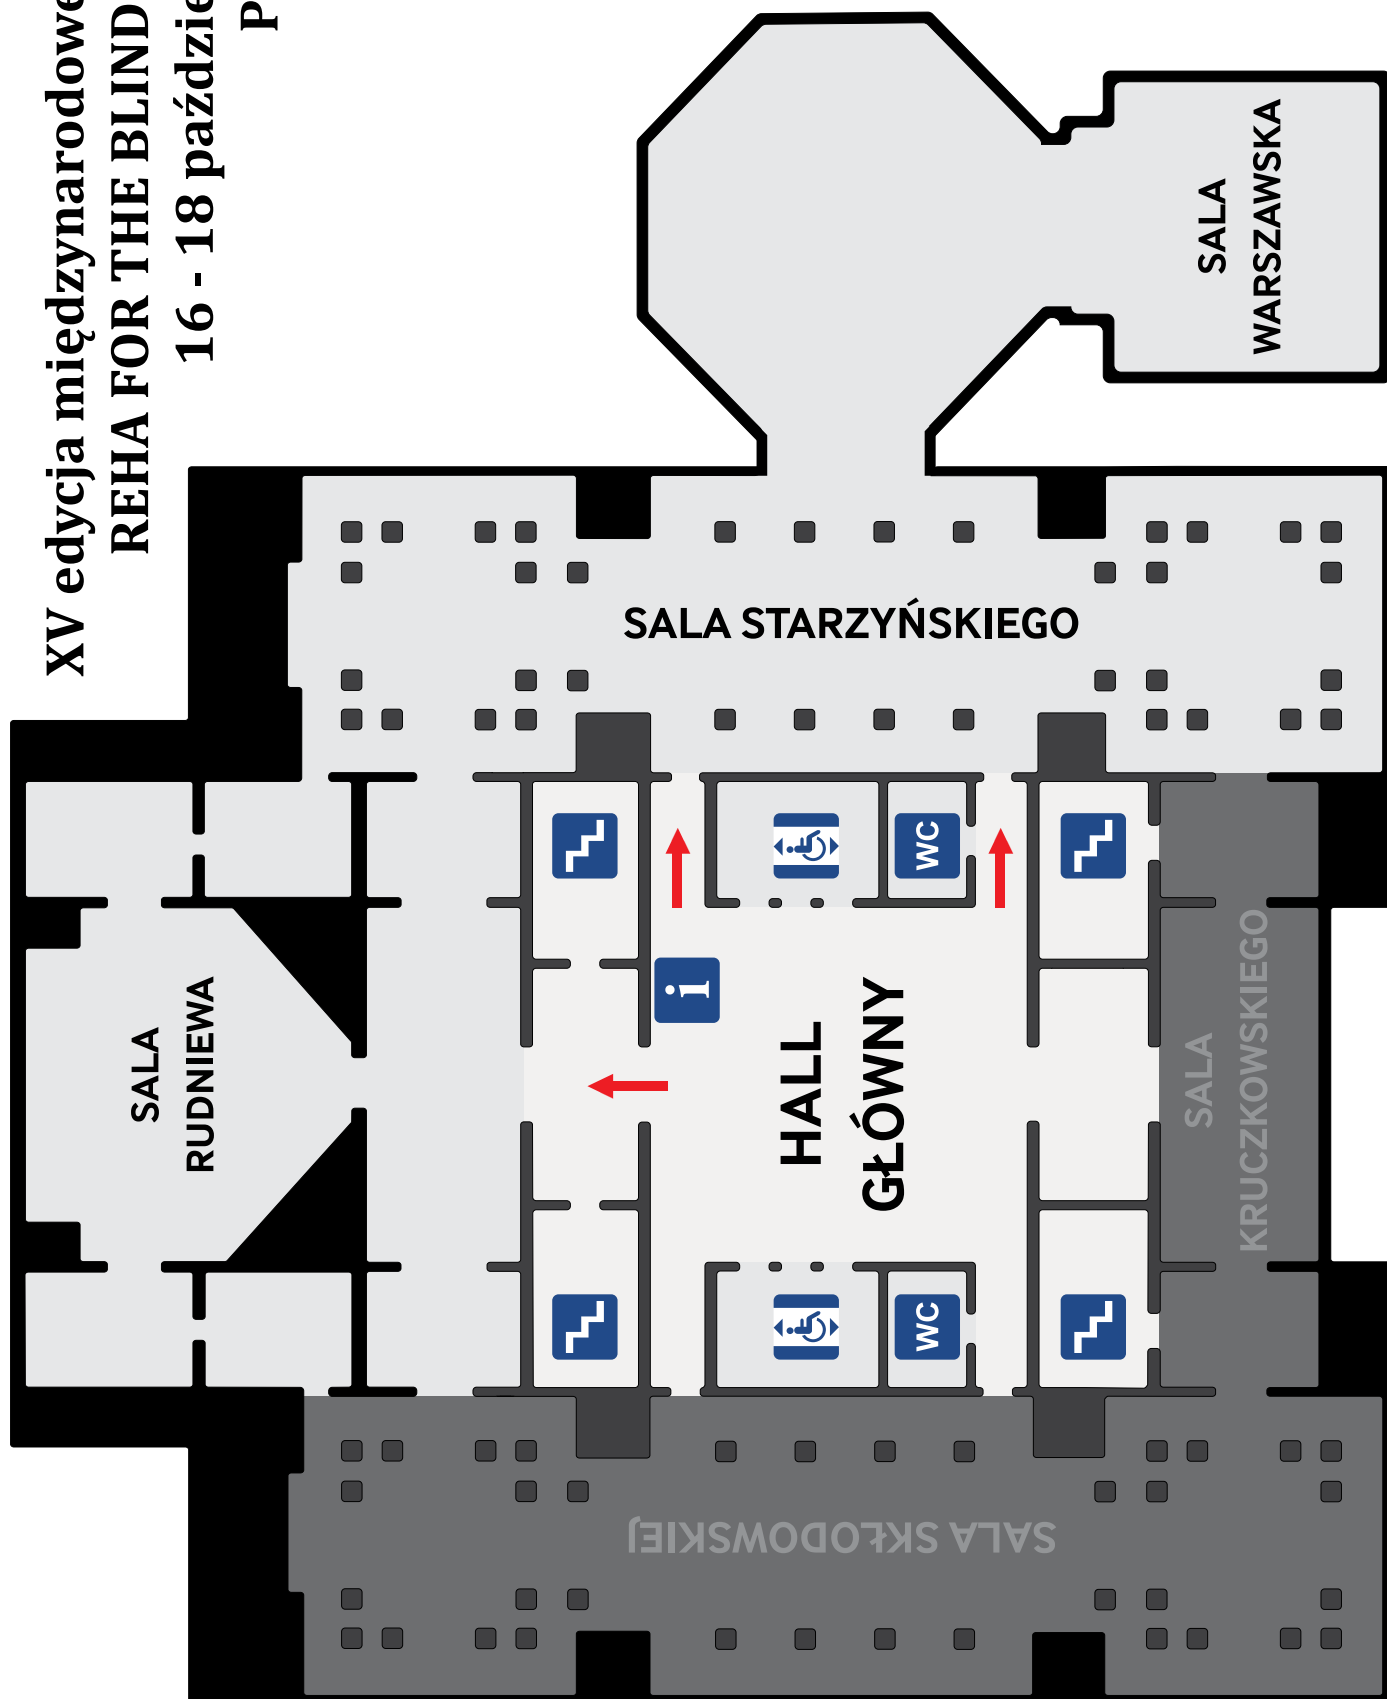 XV edycja międzynarodowe
REHA FOR THE BLIND
16 - 18 paździe
P
SALA
WARSZAWSKA
SALA STARZYŃSKIEGO
SALA
RUDNIEWA
WC
i
HALL
GŁÓWNY
SALA
KRUCZKOWSKIEGO
WC
SALA SKŁODOWSKIEJ